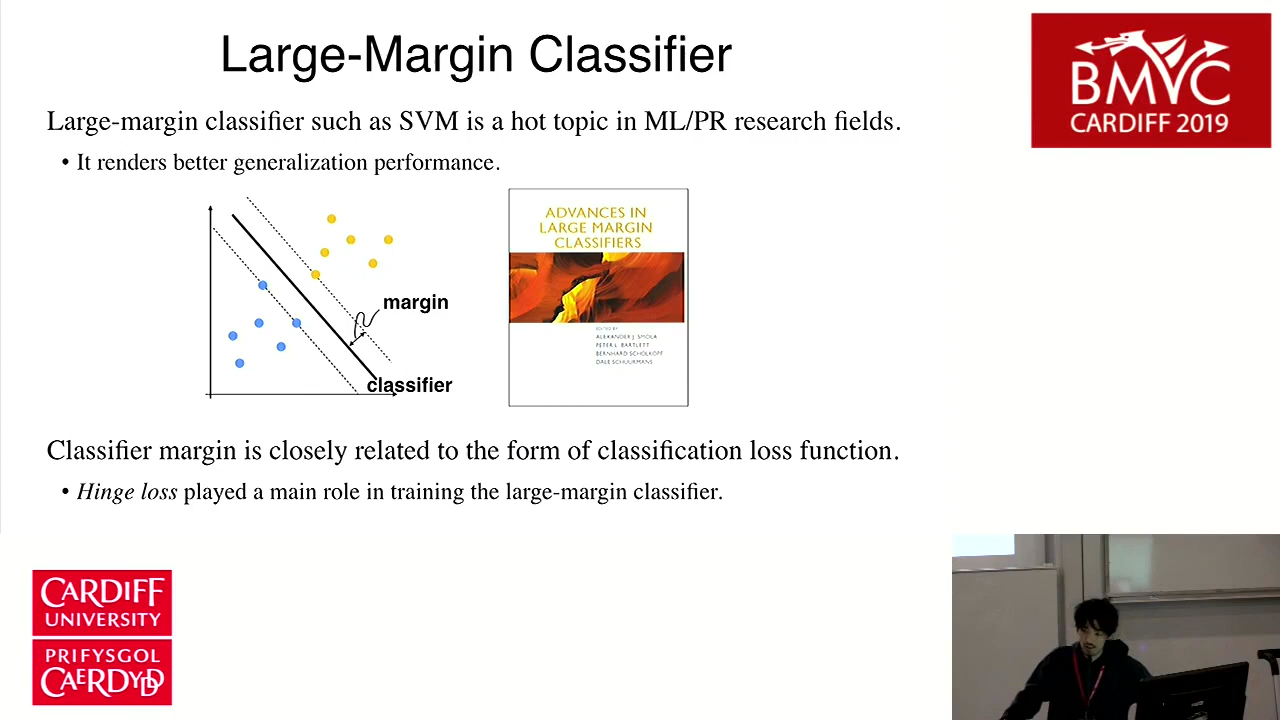 Large-Margin Classifier
BMVC
CARDIFF 2019
Large-margin classifier such as SVM is a hot topic in ML/PR research fields.
• It renders better generalization performance.
margin
classifier
ADVANCES IN
LARGE MARGIN
CLASSIFIERS
EDITED BY
ALEXANDER J. SMOLA
PETER L. BARTLETT
BERNHARD SCHOLKOPF
DALE SCHUURMANS
Classifier margin is closely related to the form of classification loss function.
• Hinge loss played a main role in training the large-margin classifier.
CARDIFF
UNIVERSITY
PRIFYSGOL
CAERDYDD